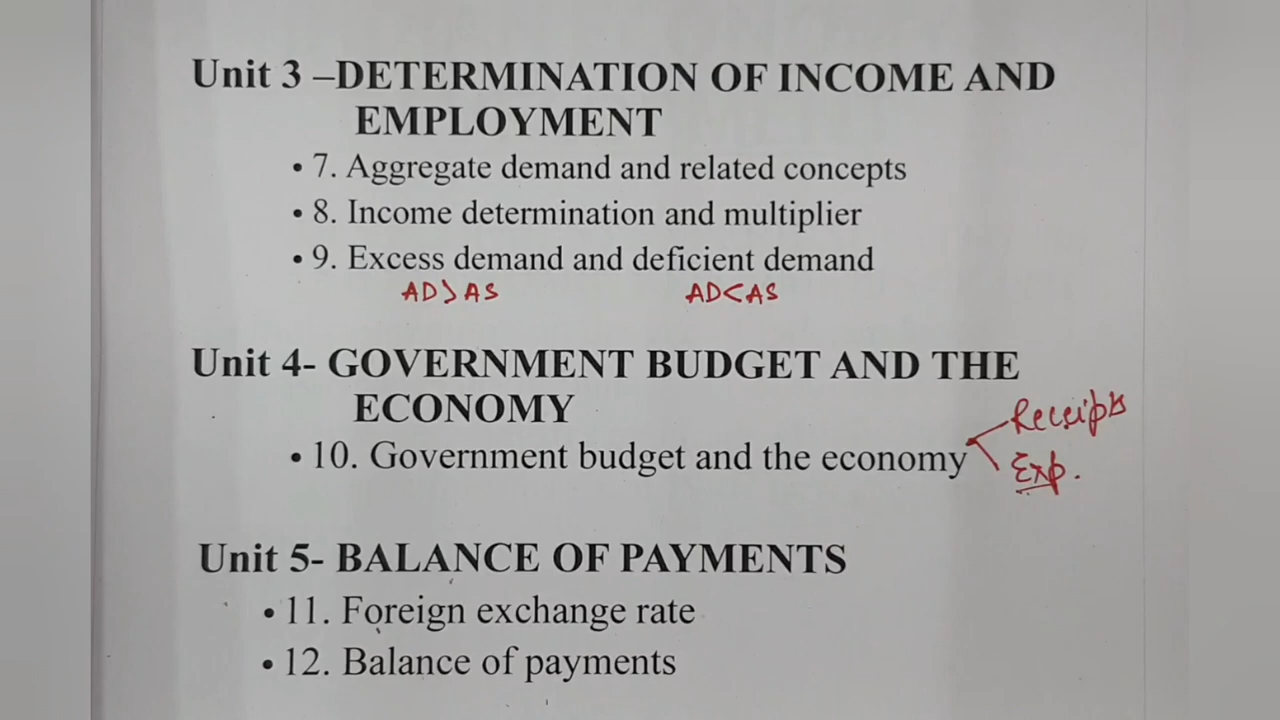 Unit 3 –DETERMINATION OF INCOME AND
EMPLOYMENT
• 7. Aggregate demand and related concepts
• 8. Income determination and multiplier
• 9. Excess demand and deficient demand
AD>AS AD<AS
Unit 4- GOVERNMENT BUDGET AND THE
ECONOMY
Receipts
• 10. Government budget and the economy
Exp.
Unit 5- BALANCE OF PAYMENTS
• 11. Foreign exchange rate
• 12. Balance of payments